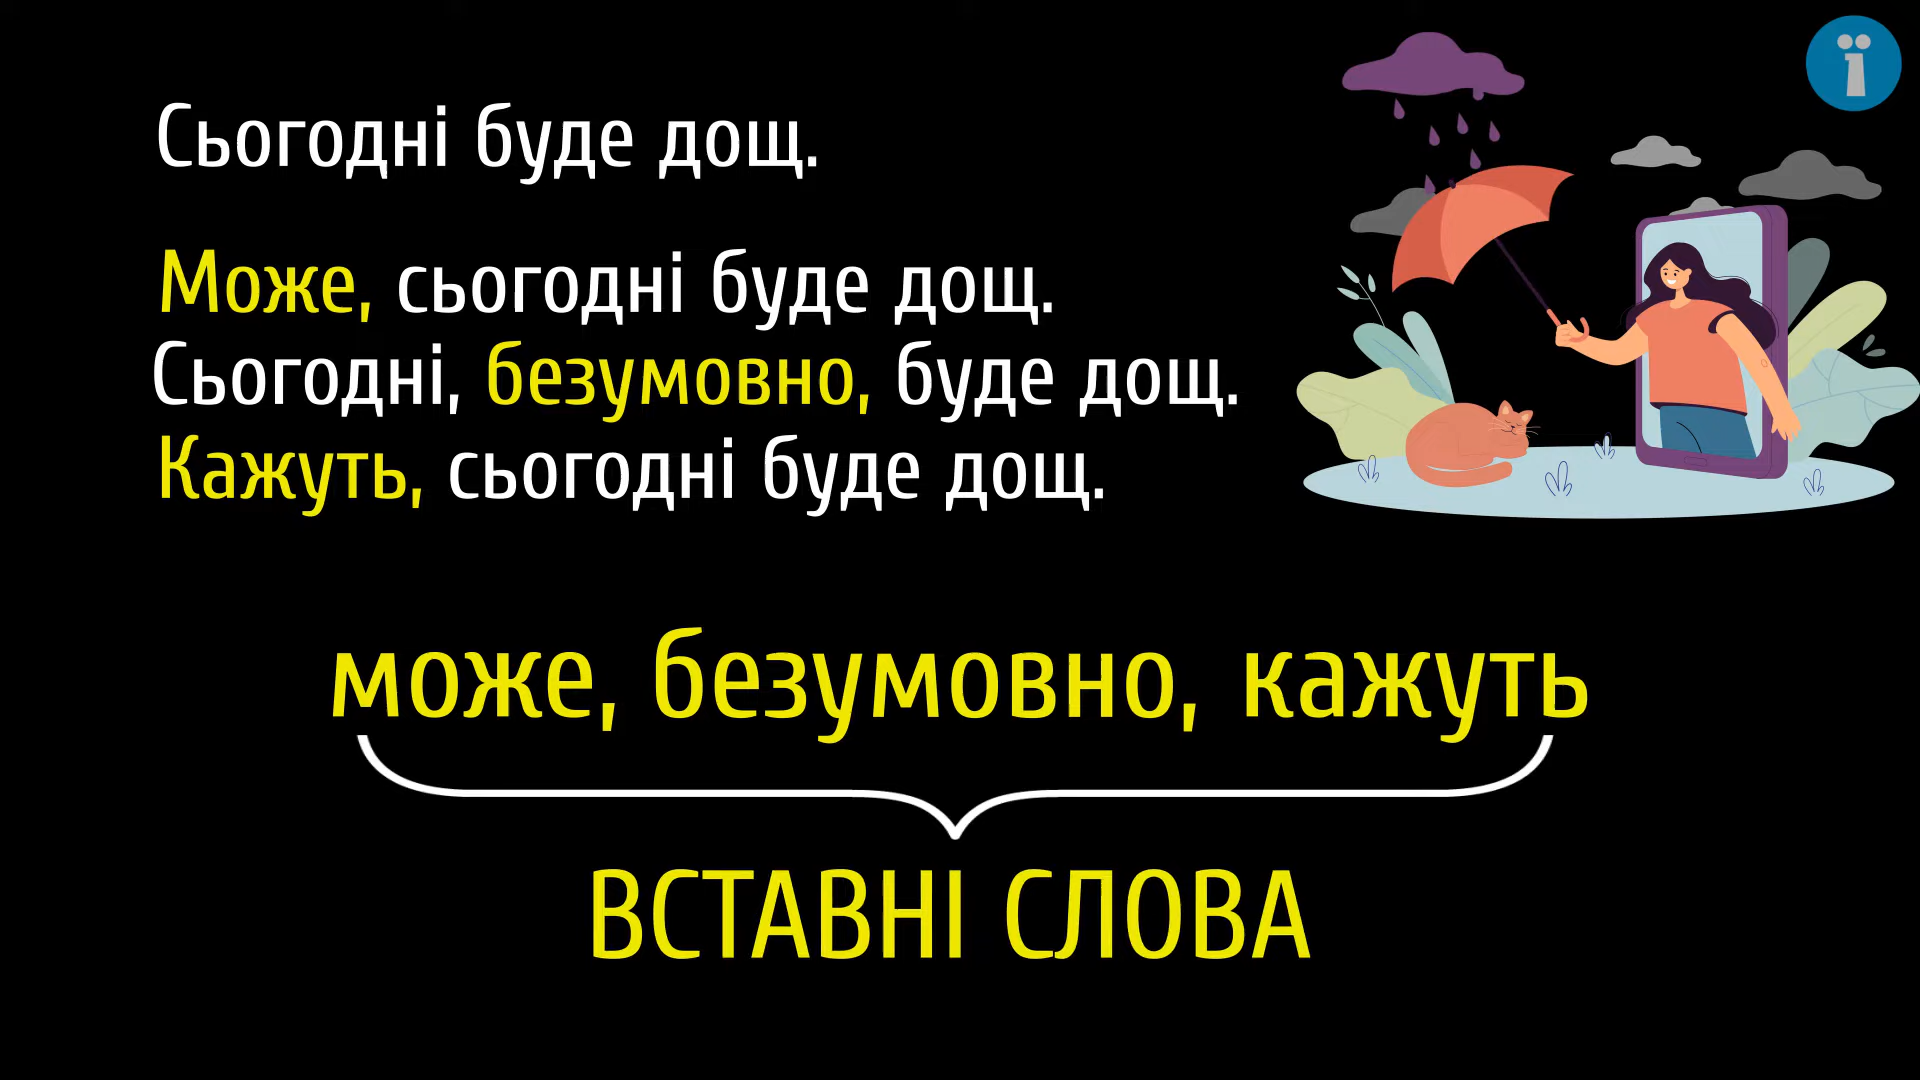 ї
Сьогодні буде дощ.
Може, сьогодні буде дощ.
Сьогодні, безумовно, буде дощ.
Кажуть, сьогодні буде дощ.
може, безумовно, кажуть
ВСТАВНІ СЛОВА